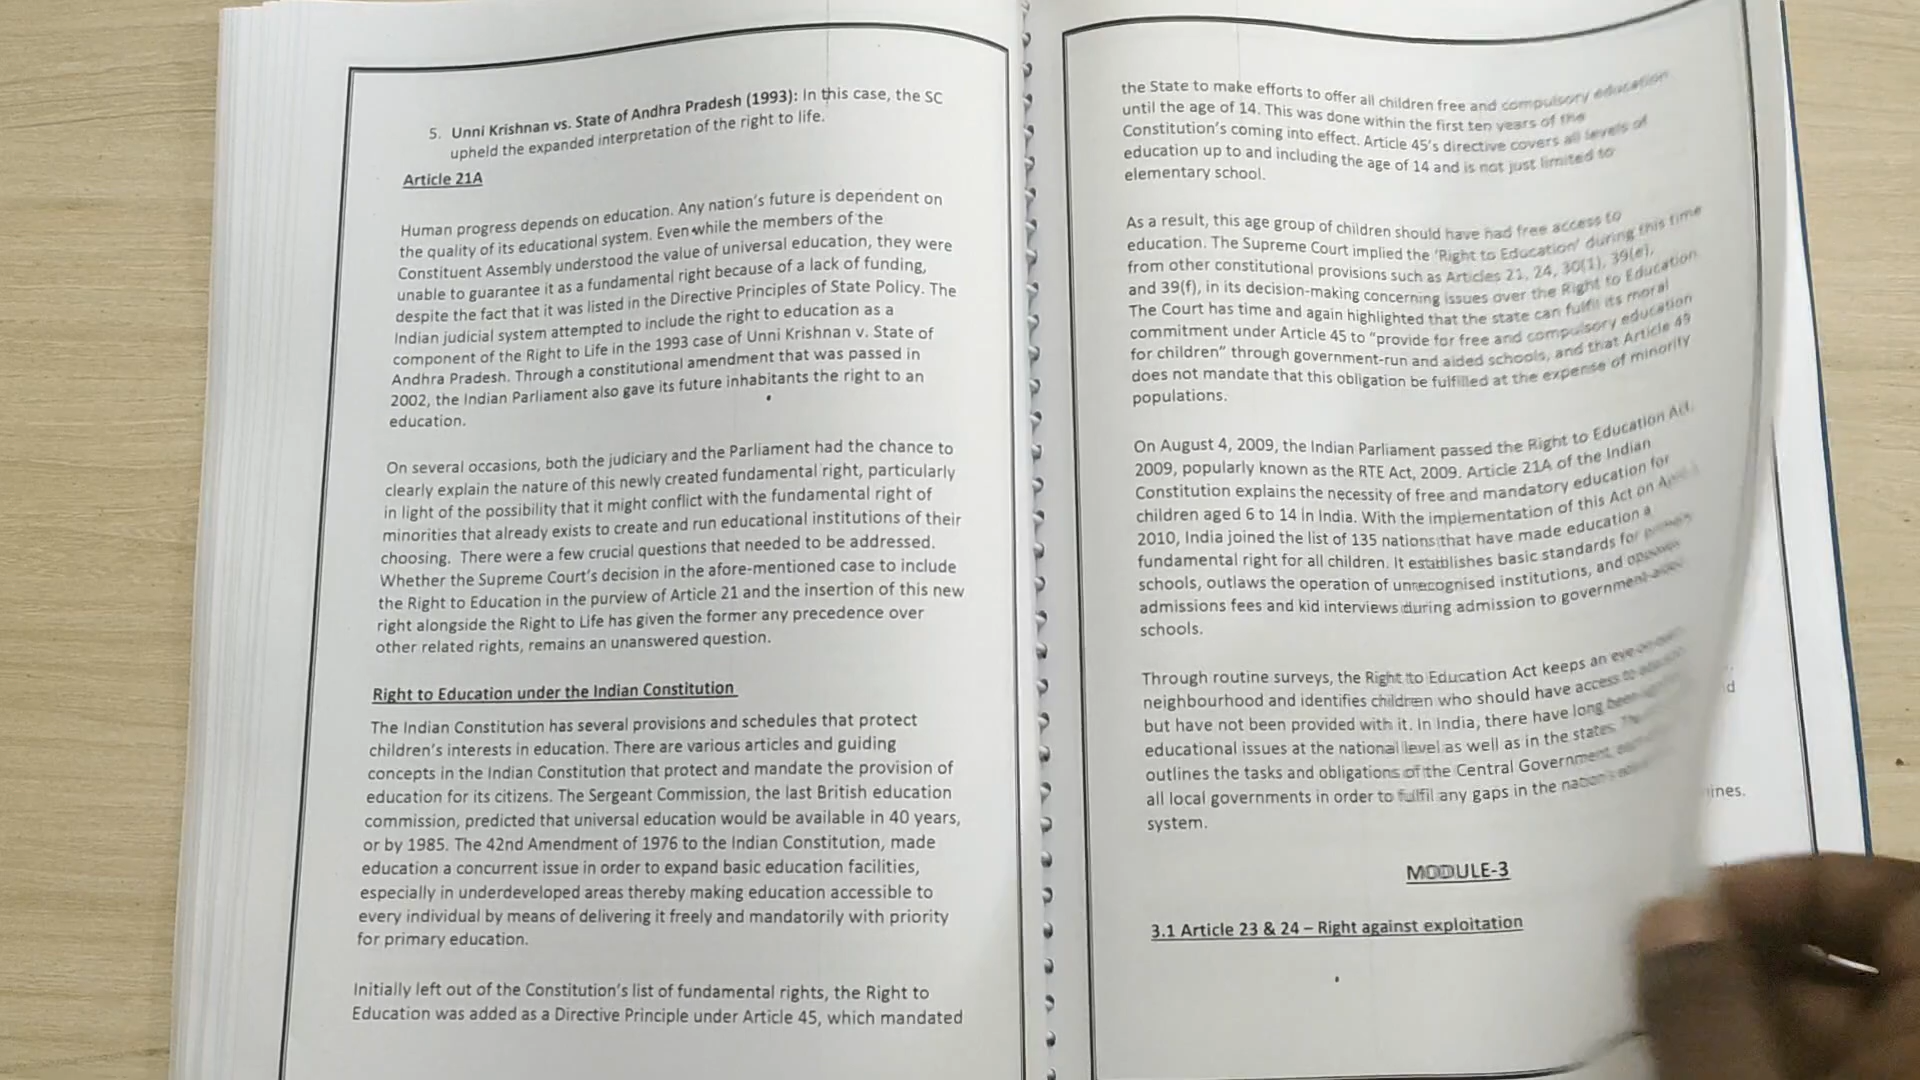 5. Unni Krishnan vs. State of Andhra Pradesh (1993): In this case, the SC
upheld the expanded interpretation of the right to life.
Article 21A
Human progress depends on education. Any nation's future is dependent on
the quality of its educational system. Even while the members of the
Constituent Assembly understood the value of universal education, they were
unable to guarantee it as a fundamental right because of a lack of funding,
despite the fact that it was listed in the Directive Principles of State Policy. The
Indian judicial system attempted to include the right to education as a
component of the Right to Life in the 1993 case of Unni Krishnan v. State of
Andhra Pradesh. Through a constitutional amendment that was passed in
2002, the Indian Parliament also gave its future inhabitants the right to an
education.
On several occasions, both the judiciary and the Parliament had the chance to
clearly explain the nature of this newly created fundamental right, particularly
in light of the possibility that it might conflict with the fundamental right of
minorities that already exists to create and run educational institutions of their
choosing. There were a few crucial questions that needed to be addressed.
Whether the Supreme Court's decision in the afore-mentioned case to include
the Right to Education in the purview of Article 21 and the insertion of this new
right alongside the Right to Life has given the former any precedence over
other related rights, remains an unanswered question.
Right to Education under the Indian Constitution
The Indian Constitution has several provisions and schedules that protect
children's interests in education. There are various articles and guiding
concepts in the Indian Constitution that protect and mandate the provision of
education for its citizens. The Sergeant Commission, the last British education
commission, predicted that universal education would be available in 40 years,
or by 1985. The 42nd Amendment of 1976 to the Indian Constitution, made
education a concurrent issue in order to expand basic education facilities,
especially in underdeveloped areas thereby making education accessible to
every individual by means of delivering it freely and mandatorily with priority
for primary education.
Initially left out of the Constitution's list of fundamental rights, the Right to
Education was added as a Directive Principle under Article 45, which mandated
the State to make efforts to offer all children free and compulsory education
until the age of 14. This was done within the first ten years of the
Constitution's coming into effect. Article 45's directive covers all levels of
education up to and including the age of 14 and is not just limited to
elementary school.
As a result, this age group of children should have had free access to
education. The Supreme Court implied the 'Right to Education' during this time
from other constitutional provisions such as Articles 21, 24, 30(1), 39(e),
and 39(f), in its decision-making concerning issues over the Right to Education
The Court has time and again highlighted that the state can fulfil its moral
commitment under Article 45 to "provide for free and compulsory education
for children" through government-run and aided schools, and that Article
does not mandate that this obligation be fulfilled at the expense of minority
populations.
On August 4, 2009, the Indian Parliament passed the Right to Education Act,
2009, popularly known as the RTE Act, 2009. Article 21A of the Indian
Constitution explains the necessity of free and mandatory education for
children aged 6 to 14 in India. With the implementation of this Act on
2010, India joined the list of 135 nations that have made education a
fundamental right for all children. It establishes basic standards for
schools, outlaws the operation of unrecognised institutions, and
admissions fees and kid interviews during admission to government
schools.
Through routine surveys, the Right to Education Act keeps an eye
neighbourhood and identifies children who should have access to
but have not been provided with it. In India, there have long been
educational issues at the national level as well as in the states.
outlines the tasks and obligations of the Central Government,
all local governments in order to fulfil any gaps in the nation's
system.
MODULE-3
3.1 Article 23 & 24 – Right against exploitation